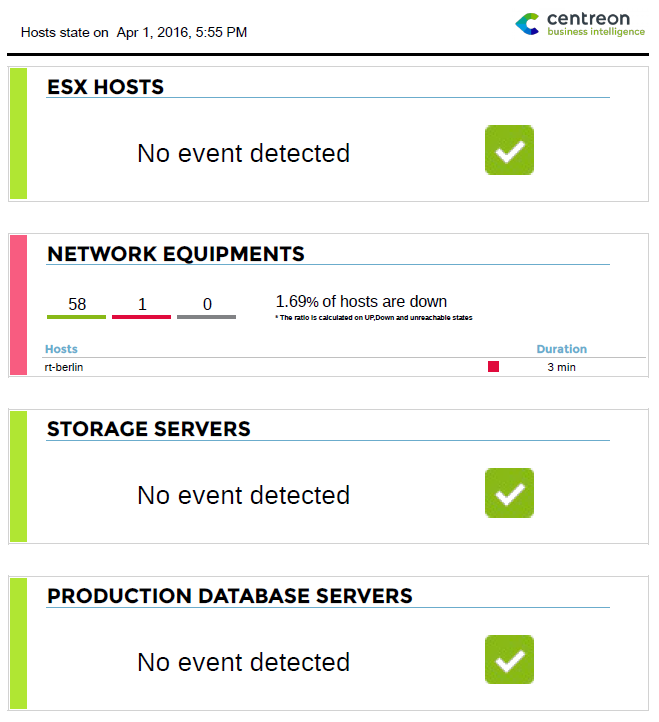 Hosts state on Apr 1, 2016, 5:55 PM
centreon
business intelligence
ESX HOSTS
No event detected
NETWORK EQUIPMENTS
58 1 0 1.69% of hosts are down
* The ratio is calculated on UP,Down and unreachable states
Hosts Duration
rt-berlin 3 min
STORAGE SERVERS
No event detected
PRODUCTION DATABASE SERVERS
No event detected